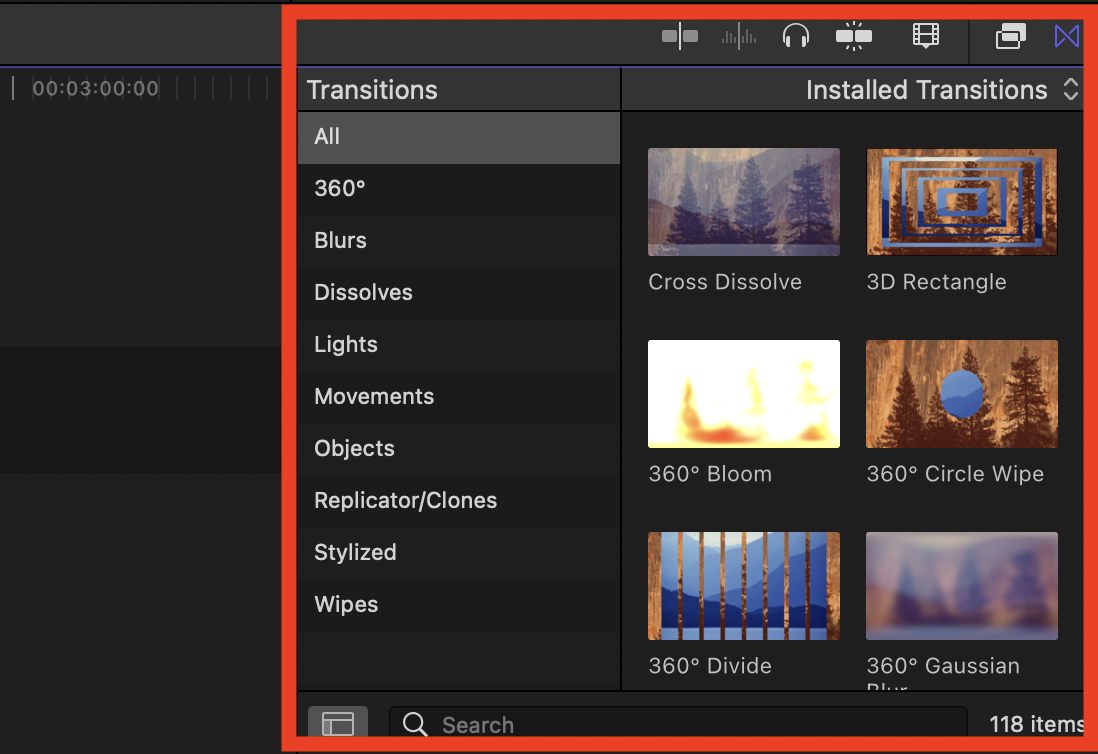 00:03:00:00
Transitions
Installed Transitions
All
360°
Blurs
Dissolves
Lights
Movements
Objects
Replicator/Clones
Stylized
Wipes
Cross Dissolve
3D Rectangle
360° Bloom
360° Circle Wipe
360° Divide
360° Gaussian
Blur
Search
118 items